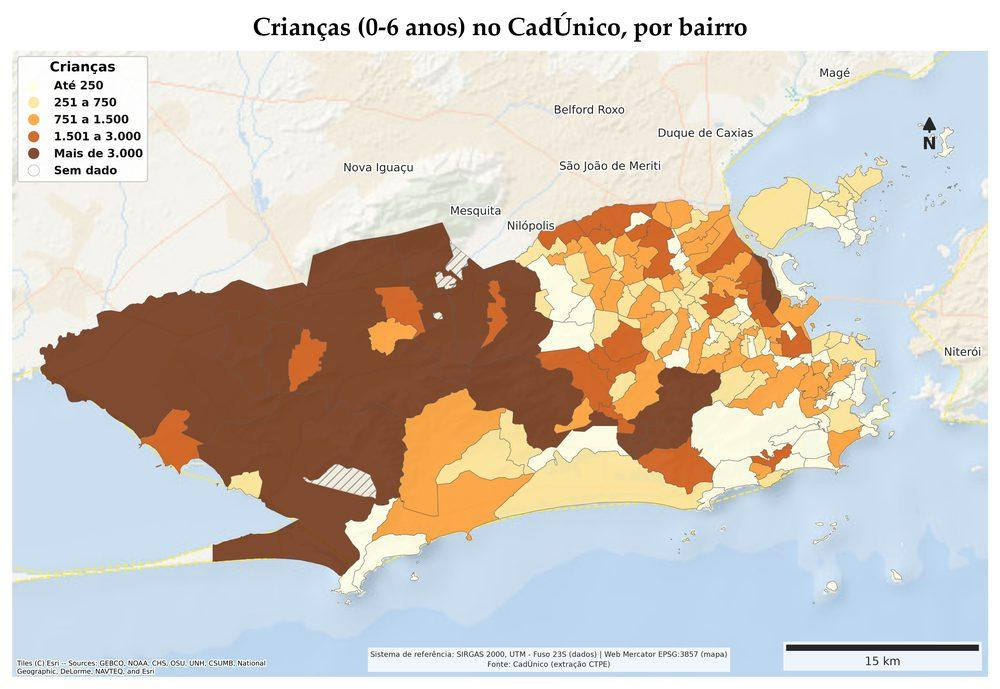 Crianças (0-6 anos) no CadÚnico, por bairro
Crianças
Até 250
251 a 750
751 a 1.500
1.501 a 3.000
Mais de 3.000
Sem dado
Magé
Belford Roxo
Duque de Caxias
N
São João de Meriti
Nova Iguaçu
Mesquita
Nilópolis
Niterói
Tiles (C) Esri -- Sources: GEBCO, NOAA, CHS, OSU, UNH, CSUMB, National
Geographic, DeLorme, NAVTEQ, and Esri
Sistema de referência: SIRGAS 2000, UTM - Fuso 23S (dados) | Web Mercator EPSG:3857 (mapa)
Fonte: CadÚnico (extração CTPE)
15 km